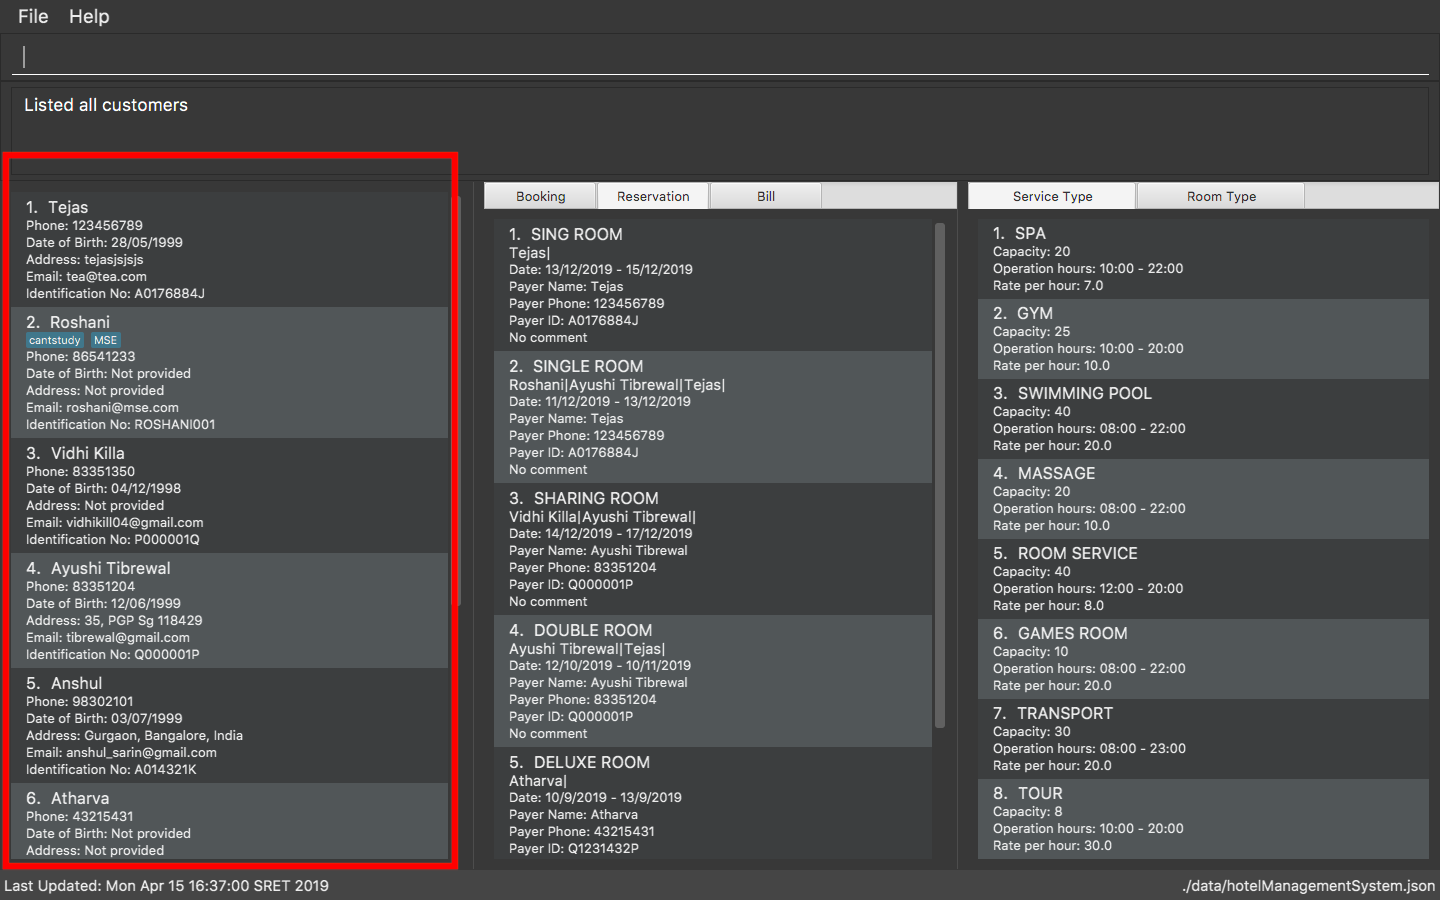 File Help
Listed all customers
1. Tejas
Phone: 123456789
Date of Birth: 28/05/1999
Address: tejasjsjsjs
Email: tea@tea.com
Identification No: A0176884J
2. Roshani
cantstudy MSE
Phone: 86541233
Date of Birth: Not provided
Address: Not provided
Email: roshani@mse.com
Identification No: ROSHANI001
3. Vidhi Killa
Phone: 83351350
Date of Birth: 04/12/1998
Address: Not provided
Email: vidhikill04@gmail.com
Identification No: P000001Q
4. Ayushi Tibrewal
Phone: 83351204
Date of Birth: 12/06/1999
Address: 35, PGP Sg 118429
Email: tibrewal@gmail.com
Identification No: Q000001P
5. Anshul
Phone: 98302101
Date of Birth: 03/07/1999
Address: Gurgaon, Bangalore, India
Email: anshul_sarin@gmail.com
Identification No: A014321K
6. Atharva
Phone: 43215431
Date of Birth: Not provided
Address: Not provided
Booking Reservation Bill
1. SING ROOM
Tejas|
Date: 13/12/2019 - 15/12/2019
Payer Name: Tejas
Payer Phone: 123456789
Payer ID: A0176884J
No comment
2. SINGLE ROOM
Roshani|Ayushi Tibrewal|Tejas|
Date: 11/12/2019 - 13/12/2019
Payer Name: Tejas
Payer Phone: 123456789
Payer ID: A0176884J
No comment
3. SHARING ROOM
Vidhi Killa|Ayushi Tibrewal|
Date: 14/12/2019 - 17/12/2019
Payer Name: Ayushi Tibrewal
Payer Phone: 83351204
Payer ID: Q000001P
No comment
4. DOUBLE ROOM
Ayushi Tibrewal|Tejas|
Date: 12/10/2019 - 10/11/2019
Payer Name: Ayushi Tibrewal
Payer Phone: 83351204
Payer ID: Q000001P
No comment
5. DELUXE ROOM
Atharva|
Date: 10/9/2019 - 13/9/2019
Payer Name: Atharva
Payer Phone: 43215431
Payer ID: Q1231432P
Service Type Room Type
1. SPA
Capacity: 20
Operation hours: 10:00 - 22:00
Rate per hour: 7.0
2. GYM
Capacity: 25
Operation hours: 10:00 - 20:00
Rate per hour: 10.0
3. SWIMMING POOL
Capacity: 40
Operation hours: 08:00 - 22:00
Rate per hour: 20.0
4. MASSAGE
Capacity: 20
Operation hours: 08:00 - 22:00
Rate per hour: 10.0
5. ROOM SERVICE
Capacity: 40
Operation hours: 12:00 - 20:00
Rate per hour: 8.0
6. GAMES ROOM
Capacity: 10
Operation hours: 08:00 - 22:00
Rate per hour: 20.0
7. TRANSPORT
Capacity: 30
Operation hours: 08:00 - 23:00
Rate per hour: 20.0
8. TOUR
Capacity: 8
Operation hours: 10:00 - 20:00
Rate per hour: 30.0
Last Updated: Mon Apr 15 16:37:00 SRET 2019
./data/hotelManagementSystem.json